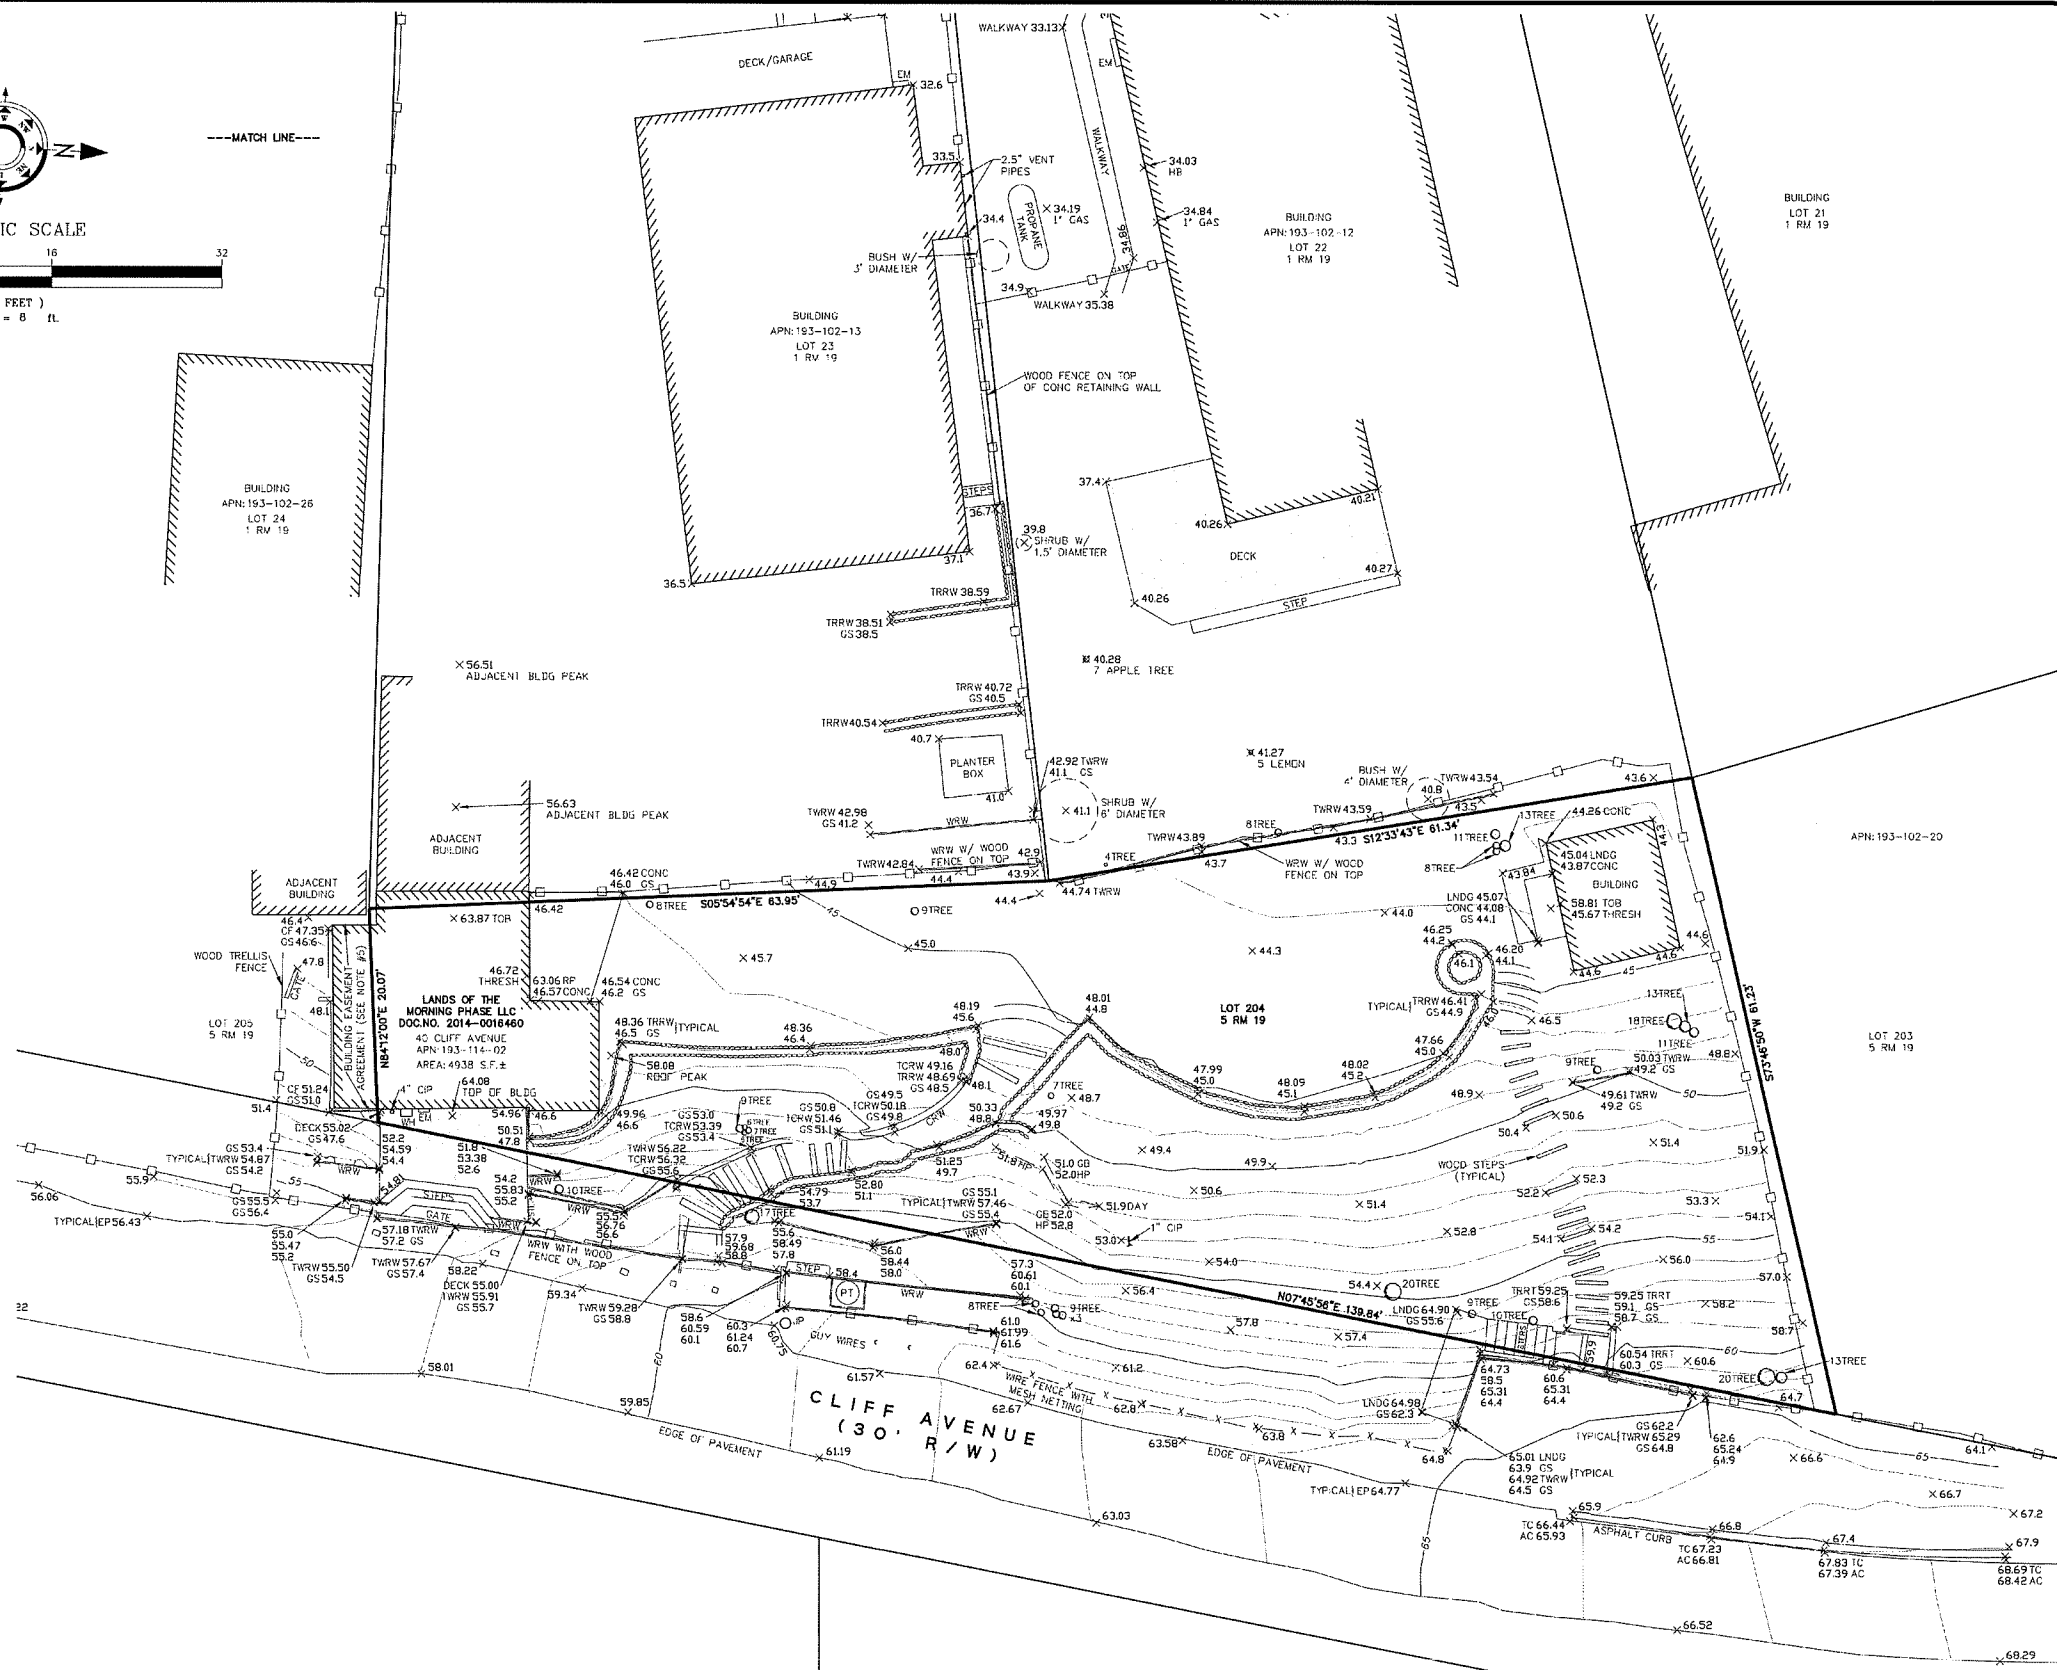 WALKWAY 33.13
DECK/GARAGE
EM
32.6
EM
---MATCH LINE---
N
IC SCALE
16
32
FEET )
= 8 ft.
33.5
2.5" VENT
PIPES
WALKWAY
34.03
HB
34.19
1" GAS
PROPANE
TANK
34.4
34.84
1" GAS
34.86
BUILDING
APN:193-102-12
LOT 22
1 RM 19
BUILDING
LOT 21
1 RM 19
BUSH W/
3' DIAMETER
34.9
GATE
WALKWAY 35.38
BUILDING
APN:193-102-13
LOT 23
1 RM 19
WOOD FENCE ON TOP
OF CONC RETAINING WALL
BUILDING
APN:193-102-26
LOT 24
1 RM 19
STEPS
36.7
37.4
40.21
40.26
39.8
SHRUB W/
1.5' DIAMETER
DECK
37.1
36.5
40.27
TRRW 38.59
40.26
STEP
TRRW 38.51
GS 38.5
56.51
ADJACENT BLDG PEAK
40.28
7 APPLE TREE
TRRW 40.72
GS 40.5
TRRW 40.54
40.7
PLANTER
BOX
41.0
42.92 TWRW
41.1 GS
41.27
5 LEMON
BUSH W/
4' DIAMETER
TWRW 43.54
43.6
40.8
43.5
56.63
ADJACENT BLDG PEAK
TWRW 42.98
GS 41.2
WRW
41.1
SHRUB W/
6' DIAMETER
TWRW 43.59
13TREE
44.26 CONC
44.3
APN:193-102-20
ADJACENT
BUILDING
8TREE
TWRW 43.89
43.3
S12°33'43"E 61.34'
11TREE
WRW W/ WOOD
FENCE ON TOP
42.9
4TREE
43.7
WRW W/ WOOD
FENCE ON TOP
8TREE
45.04 LNDG
43.87 CONC
BUILDING
TWRW 42.84
44.4
43.9
44.74 TWRW
43.84
ADJACENT
BUILDING
46.42 CONC
46.0 GS
44.9
S05°54'54"E 63.95'
44.4
8TREE
45
9TREE
44.0
LNDG 45.07
CONC 44.08
GS 44.1
58.81 TOB
45.67 THRESH
46.4
CF 47.35
GS 46.6
63.87 TOB
46.42
45.0
44.3
46.25
44.2
46.20
44.1
44.6
44.6
44.6
45
46.1
WOOD TRELLIS
FENCE
47.8
GATE
45.7
BUILDING EASEMENT
AGREEMENT (SEE NOTE #5)
N84°12'00"E 20.07'
46.72
THRESH
63.06 RF
46.57 CONC
46.54 CONC
46.2 GS
LANDS OF THE
MORNING PHASE LLC
DOC.NO. 2014-0016460
40 CLIFF AVENUE
APN:193-114-02
AREA: 4938 S.F.±
48.1
LOT 205
5 RM 19
50
48.36 TRRW
46.5 GS
TYPICAL
48.36
46.4
48.19
45.6
48.0
48.01
44.8
LOT 204
5 RM 19
TYPICAL
TRRW 46.41
GS 44.9
46.0
46.5
13TREE
18TREE
11TREE
S73°46'50"W 61.23'
LOT 203
5 RM 19
58.08
ROOF PEAK
TCRW 49.16
TRRW 48.69
GS 48.5
48.1
47.66
45.0
9TREE
50.03 TWRW
49.2 GS
48.8
50
4" CIP
64.08
TOP OF BLDG
WH
EM
54.96
46.6
49.96
46.6
CF 51.24
GS 51.0
51.4
7TREE
48.7
47.99
45.0
48.09
45.1
48.02
45.2
48.9
49.61 TWRW
49.2 GS
GS 49.5
TCRW 50.18
GS 49.8
CRW
50.33
48.8
49.97
49.8
50.6
50.4
GS 50.8
TCRW 51.46
GS 51.1
9TREE
GS 53.0
TCRW 53.39
GS 53.4
50.51
47.8
DECK 55.02
GS 47.6
52.2
54.59
54.4
51.8
53.38
52.6
GS 53.4
TYPICAL
TWRW 54.87
GS 54.2
WRW
TWRW 56.22
TCRW 56.32
GS 55.6
51.25
49.7
51.8 HP
51.0 GB
52.0 HP
49.4
49.9
WOOD STEPS
(TYPICAL)
51.4
51.9
54.2
55.83
55.2
WRW
10TREE
54.79
53.7
52.80
51.1
52.2
52.3
53.3
55.9
55
54.81
GS 55.5
GS 56.4
56.06
TYPICAL
EP 56.43
STEPS
GATE
WRW
WRW
55.5
56.76
56.6
17TREE
GS 55.1
TYPICAL
TWRW 57.46
GS 55.4
WRW
GB 52.0
HP 52.8
51.9DAY
1" CIP
53.0
50.6
51.4
52.8
54.1
54.2
54.1
55
55.0
55.47
55.2
57.18 TWRW
57.2 GS
TWRW 55.50
GS 54.5
TWRW 57.67
GS 57.4
58.22
WRW WITH WOOD
FENCE ON TOP
55.6
58.49
57.8
57.9
59.68
58.8
56.0
58.44
58.0
54.0
56.0
57.0
DECK 55.00
TWRW 55.91
GS 55.7
59.34
TWRW 59.28
GS 58.8
STEP
58.4
PT
WRW
57.3
60.61
60.1
56.4
54.4
20TREE
N07°45'56"E 139.84'
LNDG 64.90
GS 55.6
9TREE
TRRT 59.25
GS 58.6
10TREE
59.25 TRRT
59.1 GS
58.7 GS
58.2
58.7
8TREE
9TREE
x3
57.8
57.4
58.6
60.59
60.1
60.3
61.24
60.7
JP
60.75
GUY WIRES
61.0
61.99
61.6
62.4
61.2
59.9
60.54 TRRT
60.3 GS
60.6
60
13TREE
20TREE
64.7
60
58.01
61.57
WIRE FENCE WITH
MESH NETTING
62.8
62.67
64.73
58.5
65.31
64.4
60.6
65.31
64.4
59.85
CLIFF AVENUE
(30' R/W)
EDGE OF PAVEMENT
61.19
63.58
63.8
EDGE OF PAVEMENT
LNDG 64.98
GS 62.3
64.8
GS 62.2
TYPICAL
TWRW 65.29
GS 64.8
62.6
65.24
64.9
64.1
66.6
65
65.01 LNDG
63.9 GS
64.92 TWRW
64.5 GS
TYPICAL
TYPICAL
EP 64.77
66.7
63.03
65.9
TC 66.44
AC 65.93
ASPHALT CURB
66.8
67.4
67.2
67.9
65
TC 67.23
AC 66.81
67.83 TC
67.39 AC
68.69 TC
68.42 AC
66.52
68.29
22